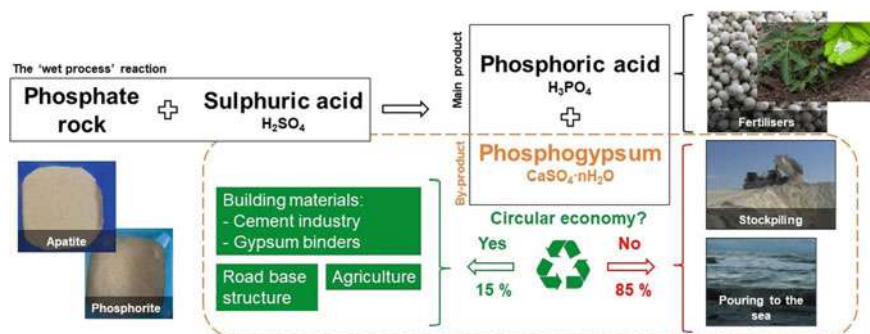 The 'wet process' reaction
Phosphate
rock
Sulphuric acid
H₂SO₄
Main product
Phosphoric acid
H₃PO₄
Fertilisers
By-product
Phosphogypsum
CaSO₄·nH₂O
Apatite
Phosphorite
Building materials:
- Cement industry
- Gypsum binders
Road base
structure
Agriculture
Circular economy?
Yes
15 %
No
85 %
Stockpiling
Pouring to the
sea